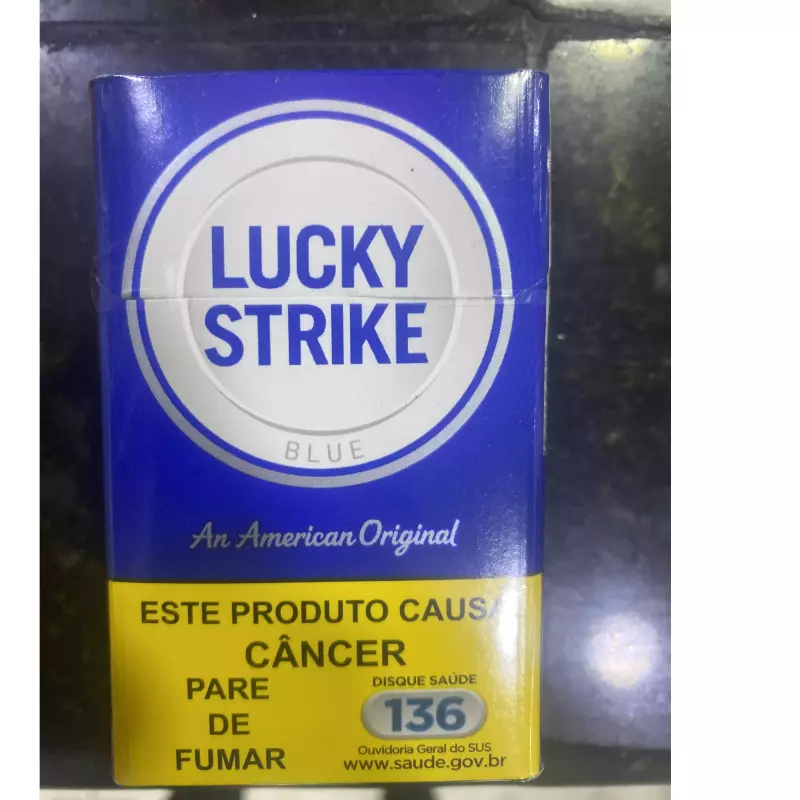 LUCKY
STRIKE
BLUE
An American Original
ESTE PRODUTO CAUSA
CÂNCER
PARE
DE
FUMAR
DISQUE SAÚDE
136
Ouvidoria Geral do SUS
www.saude.gov.br